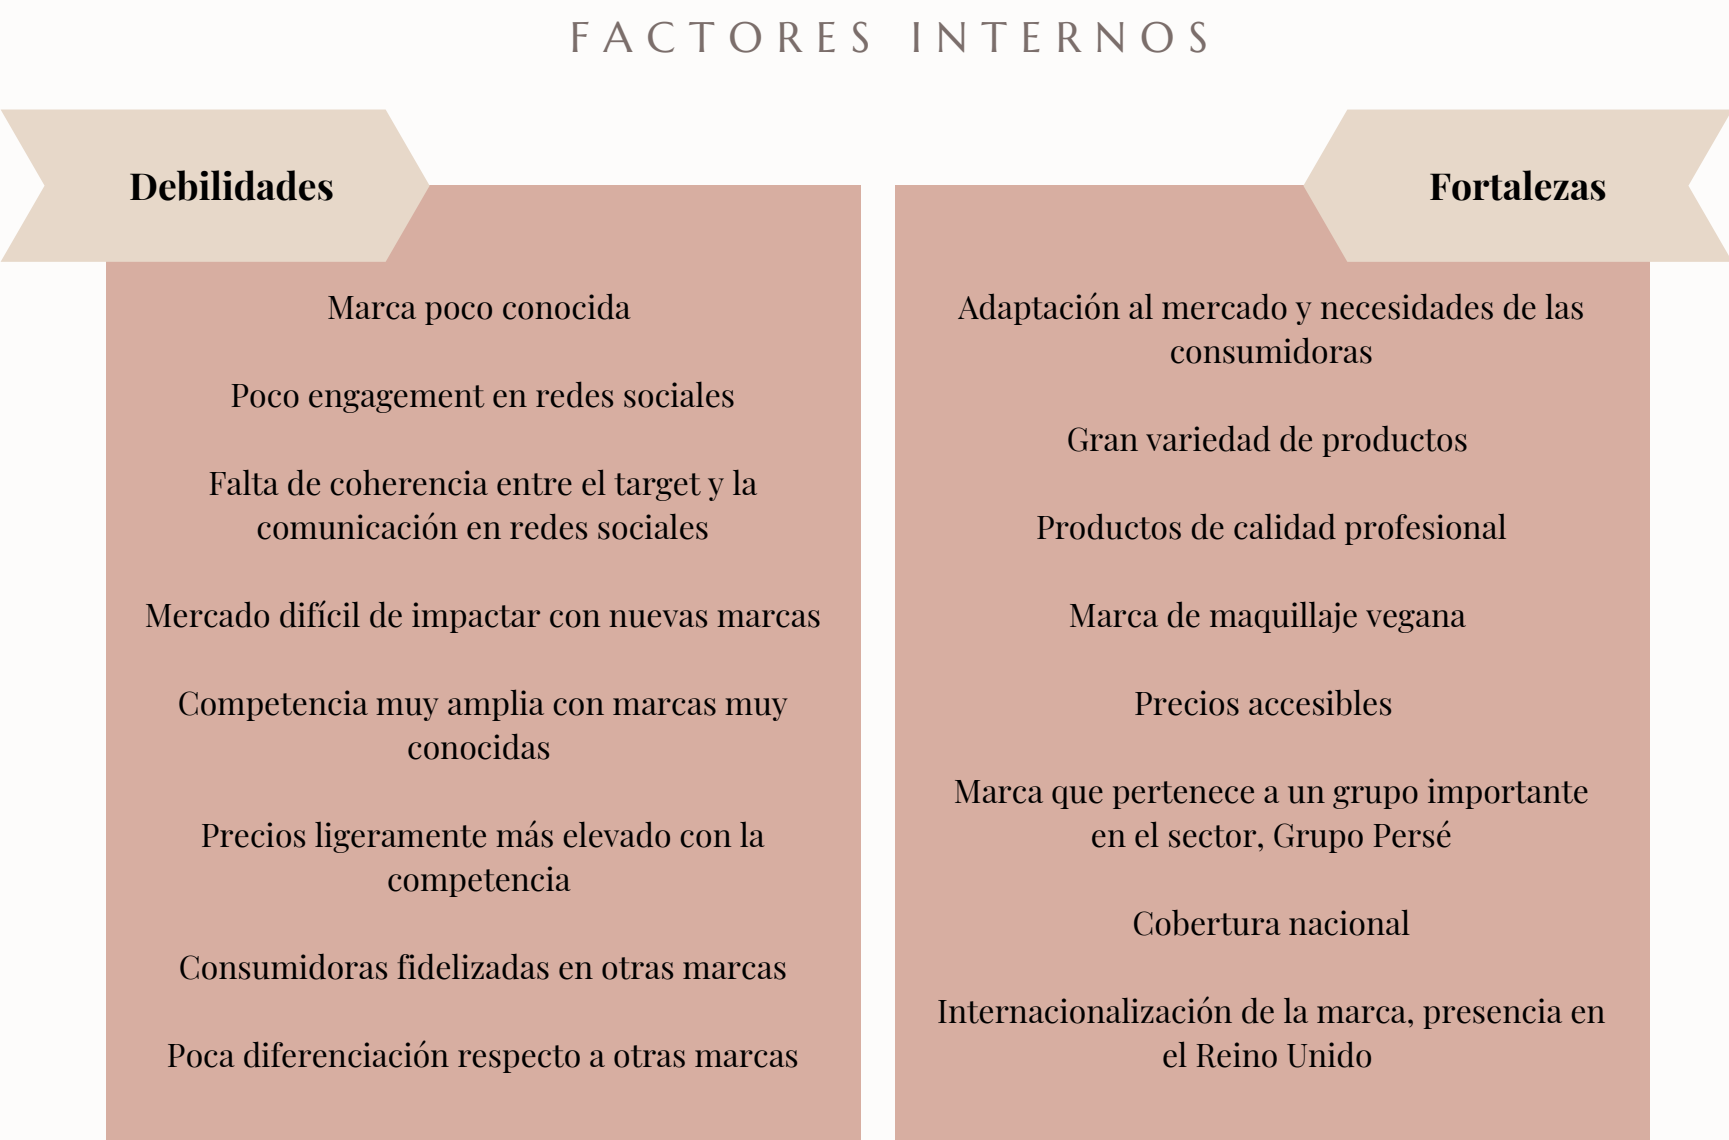 FACTORES INTERNOS
Debilidades
Marca poco conocida
Poco engagement en redes sociales
Falta de coherencia entre el target y la
comunicación en redes sociales
Mercado difícil de impactar con nuevas marcas
Competencia muy amplia con marcas muy
conocidas
Precios ligeramente más elevado con la
competencia
Consumidoras fidelizadas en otras marcas
Poca diferenciación respecto a otras marcas
Fortalezas
Adaptación al mercado y necesidades de las
consumidoras
Gran variedad de productos
Productos de calidad profesional
Marca de maquillaje vegana
Precios accesibles
Marca que pertenece a un grupo importante
en el sector, Grupo Persé
Cobertura nacional
Internacionalización de la marca, presencia en
el Reino Unido